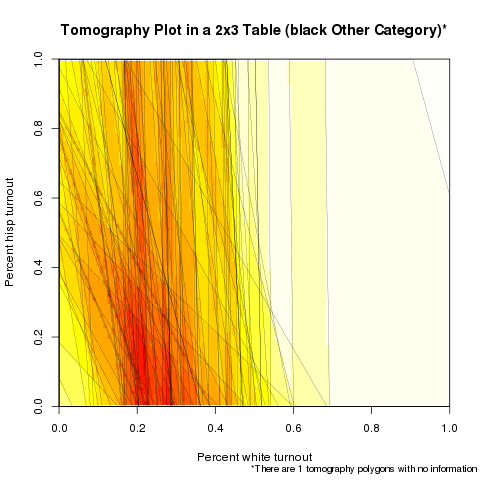 Tomography Plot in a 2x3 Table (black Other Category)*
Percent hisp turnout
1.0
0.8
0.6
0.4
0.2
0.0
0.0 0.2 0.4 0.6 0.8 1.0
Percent white turnout
*There are 1 tomography polygons with no information